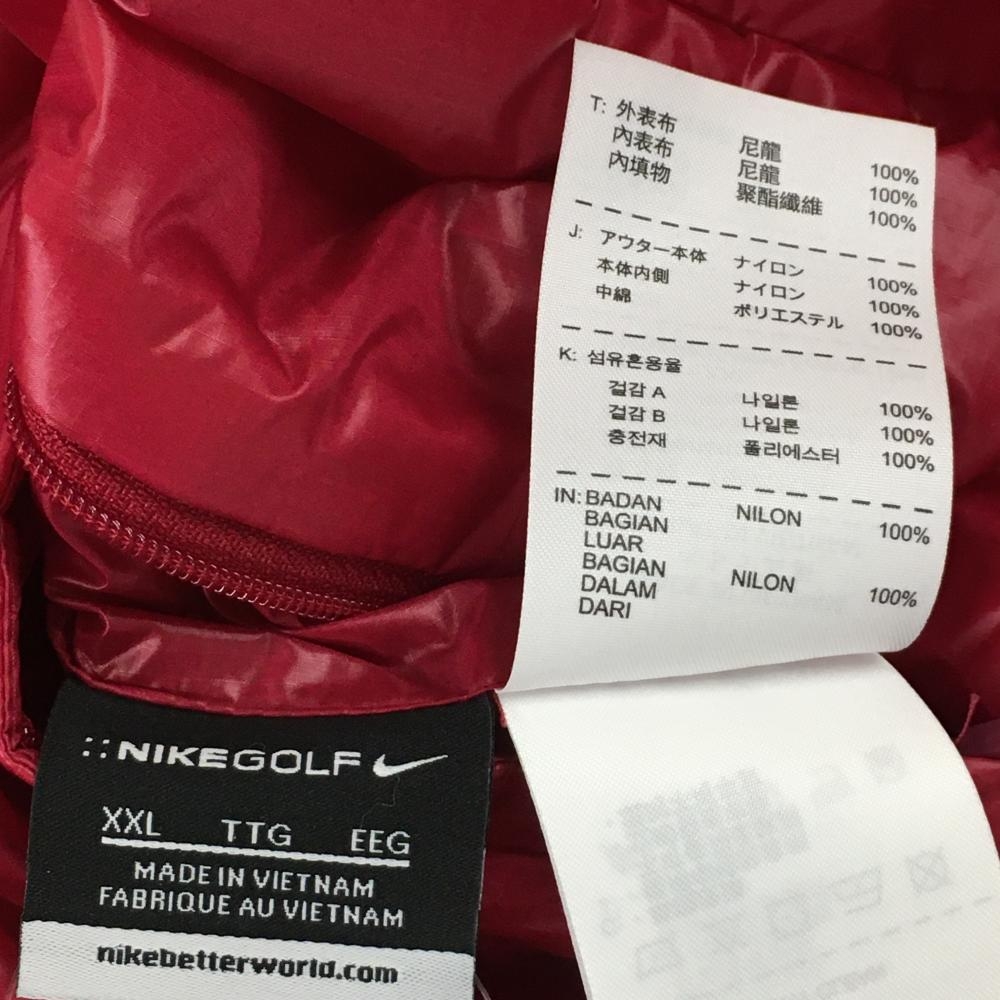 T: 外表布 尼龍 100%
內表布 尼龍 100%
內填物 聚酯纖維 100%
J: アウター本体 ナイロン 100%
本体内側 ナイロン 100%
中綿 ポリエステル 100%
K: 섬유혼용율
겉감 A 나일론 100%
겉감 B 나일론 100%
충전재 폴리에스터 100%
IN: BADAN NILON 100%
BAGIAN
LUAR
BAGIAN NILON 100%
DALAM
DARI
NIKEGOLF
XXL TTG EEG
MADE IN VIETNAM
FABRIQUE AU VIETNAM
nikebetterworld.com